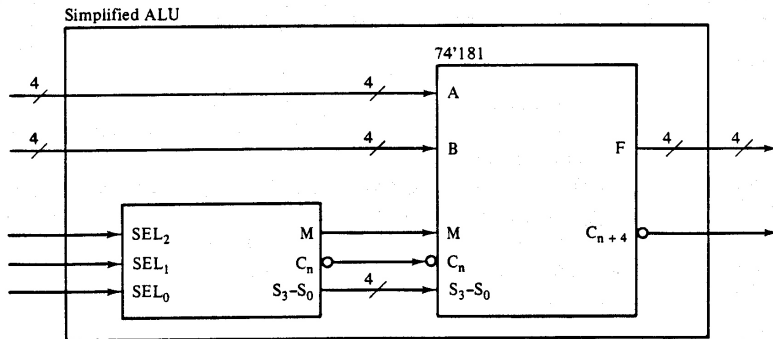 Simplified ALU
74'181
4
4
A
4
4
B
F
4
4
SEL₂
M
M
Cₙ₊₄
SEL₁
Cₙ
Cₙ
SEL₀
S₃–S₀
4
S₃–S₀